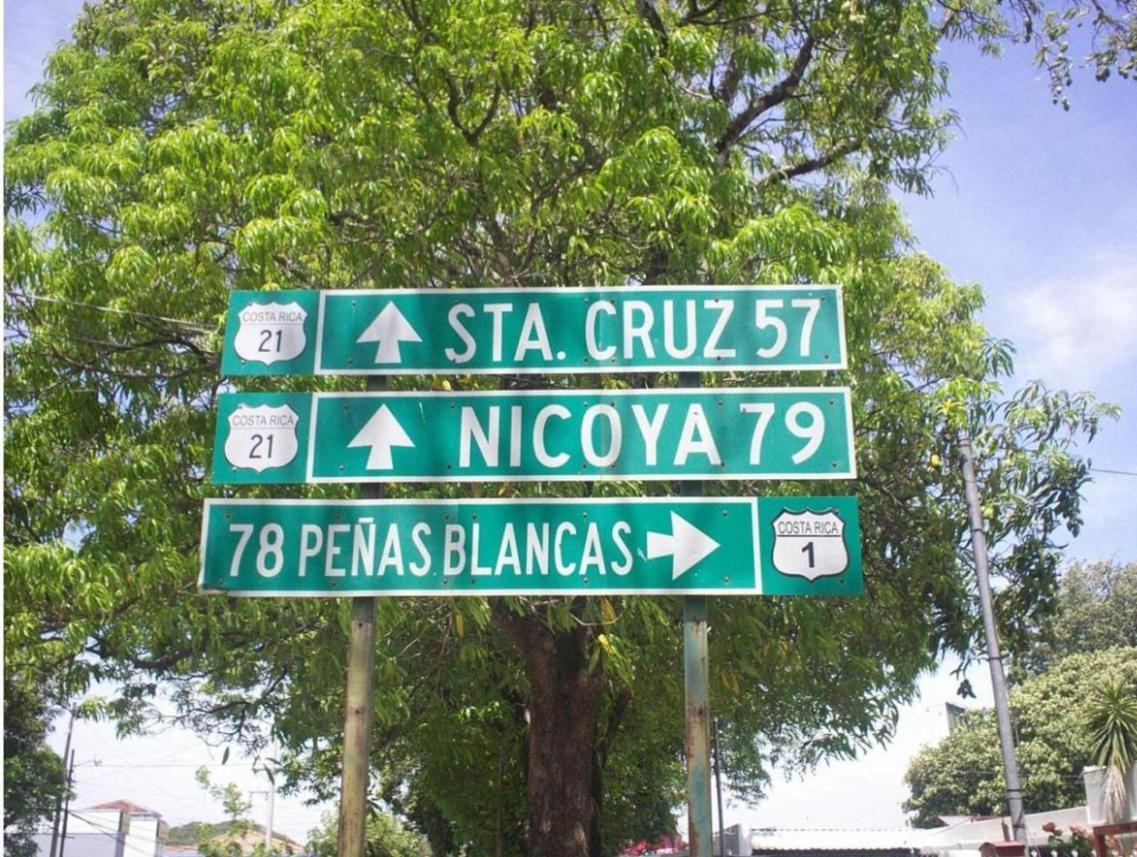 COSTA RICA
21
STA. CRUZ 57
COSTA RICA
21
NICOYA 79
78 PEÑAS BLANCAS
COSTA RICA
1